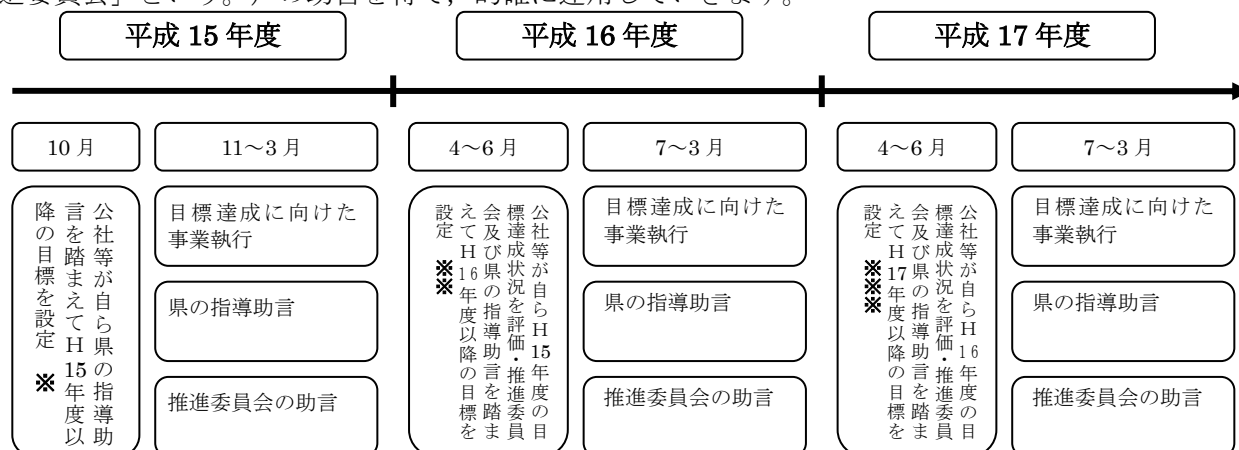 進委員会」という。）の助言を得て，的確に運用していきます。
平成 15 年度
平成 16 年度
平成 17 年度
10 月
11～3 月
4～6 月
7～3 月
4～6 月
7～3 月
公社等が自ら県の指導助
言を踏まえてＨ15年度以
降の目標を設定 ※
目標達成に向けた
事業執行
県の指導助言
推進委員会の助言
公社等が自らＨ15年度の目
標達成状況を評価・推進委員
会及び県の指導助言を踏ま
えてＨ16年度以降の目標を
設定 ※※
目標達成に向けた
事業執行
県の指導助言
推進委員会の助言
公社等が自らＨ16年度の目
標達成状況を評価・推進委員
会及び県の指導助言を踏ま
えてＨ17年度以降の目標を
設定 ※※※
目標達成に向けた
事業執行
県の指導助言
推進委員会の助言